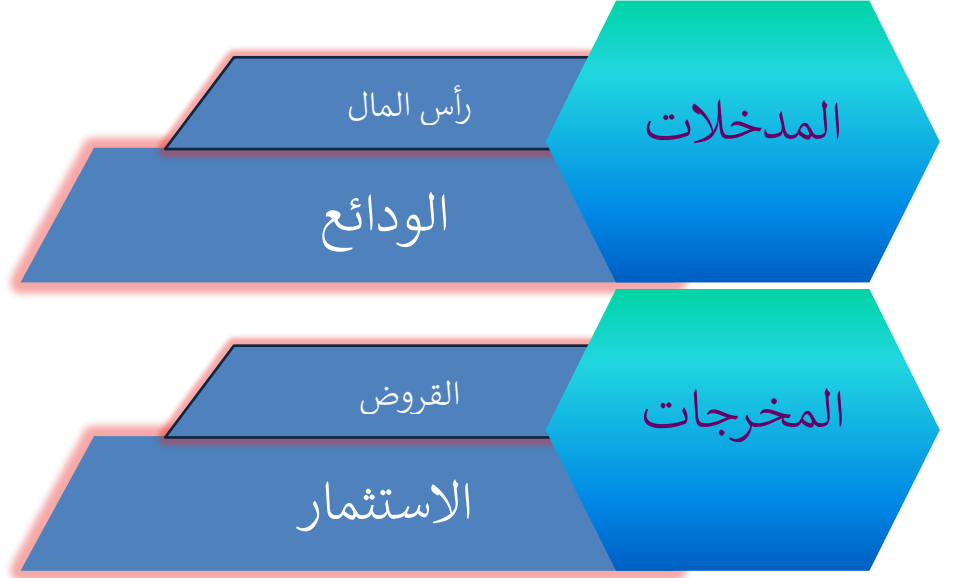 المدخلات
رأس المال
الودائع
المخرجات
القروض
الاستثمار